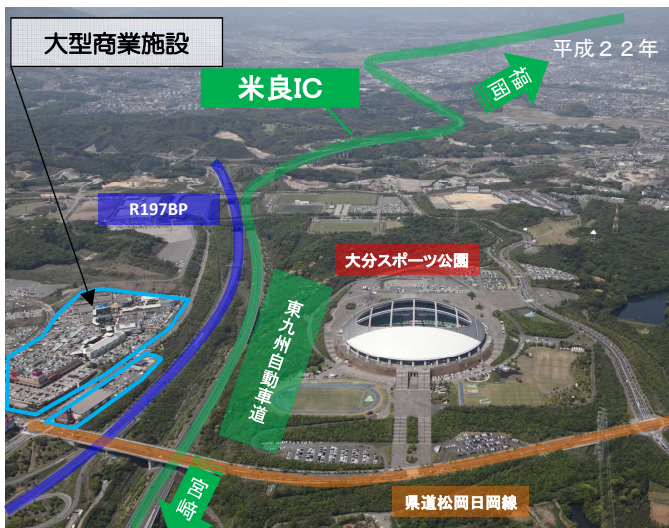 大型商業施設
平成２２年
福岡
米良IC
R197BP
大分スポーツ公園
東九州自動車道
宮崎
県道松岡日岡線